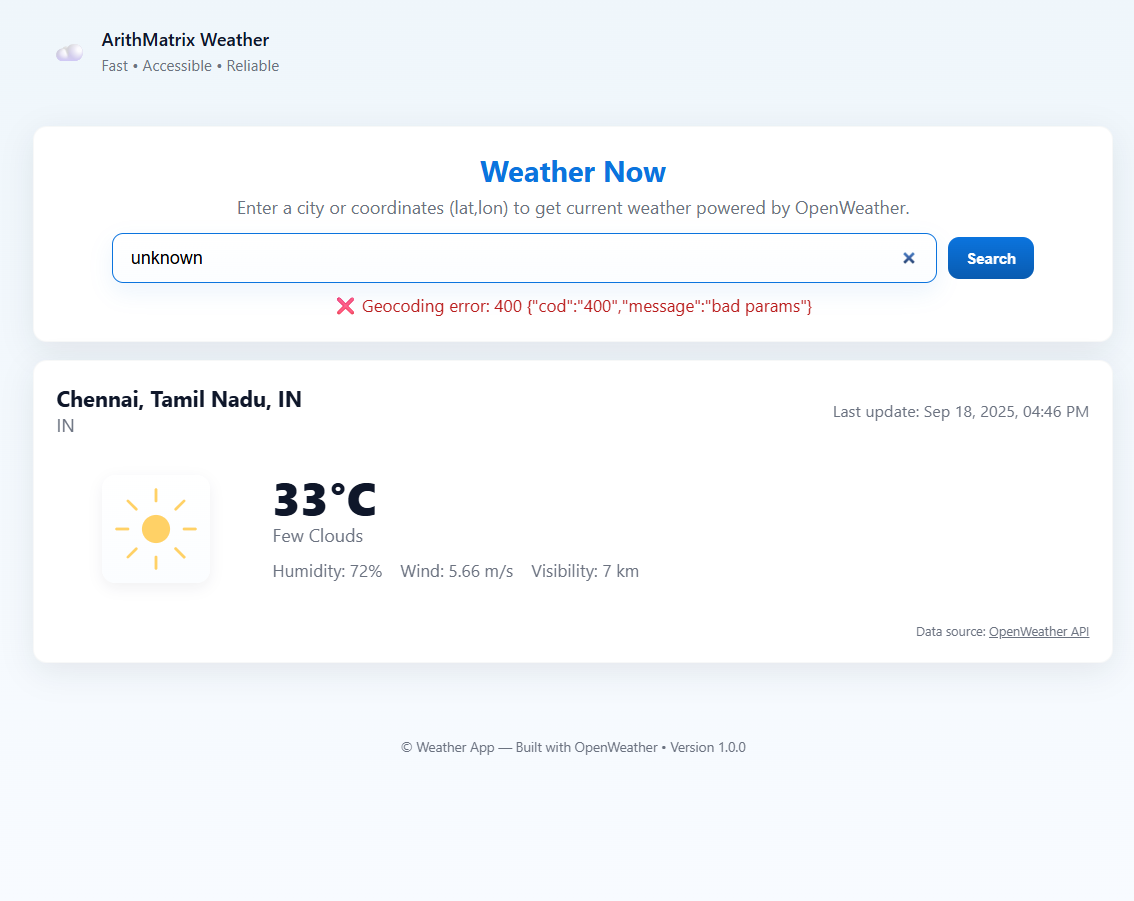 ArithMatrix Weather
Fast • Accessible • Reliable
Weather Now
Enter a city or coordinates (lat,lon) to get current weather powered by OpenWeather.
unknown ×
Search
❌ Geocoding error: 400 {"cod":"400","message":"bad params"}
Chennai, Tamil Nadu, IN
IN
Last update: Sep 18, 2025, 04:46 PM
33°C
Few Clouds
Humidity: 72% Wind: 5.66 m/s Visibility: 7 km
Data source: OpenWeather API
© Weather App — Built with OpenWeather • Version 1.0.0